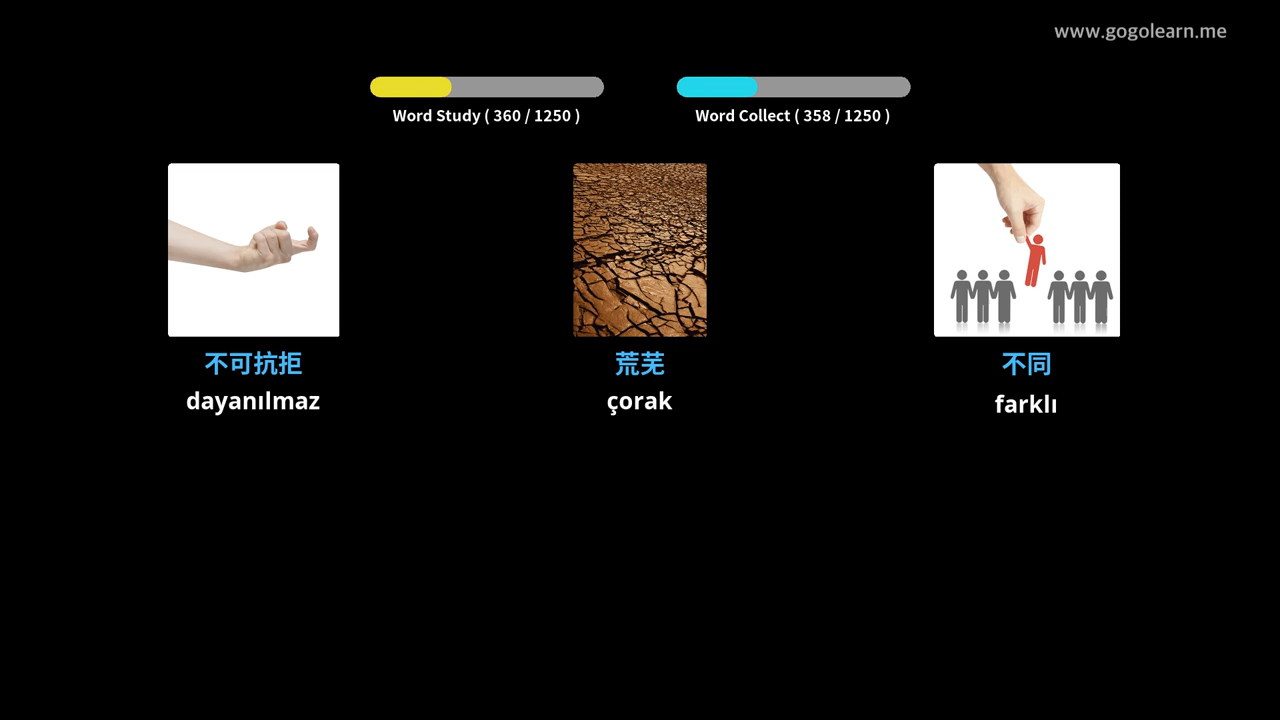 www.gogolearn.me
Word Study ( 360 / 1250 )
Word Collect ( 358 / 1250 )
不可抗拒
荒芜
不同
dayanılmaz
çorak
farklı